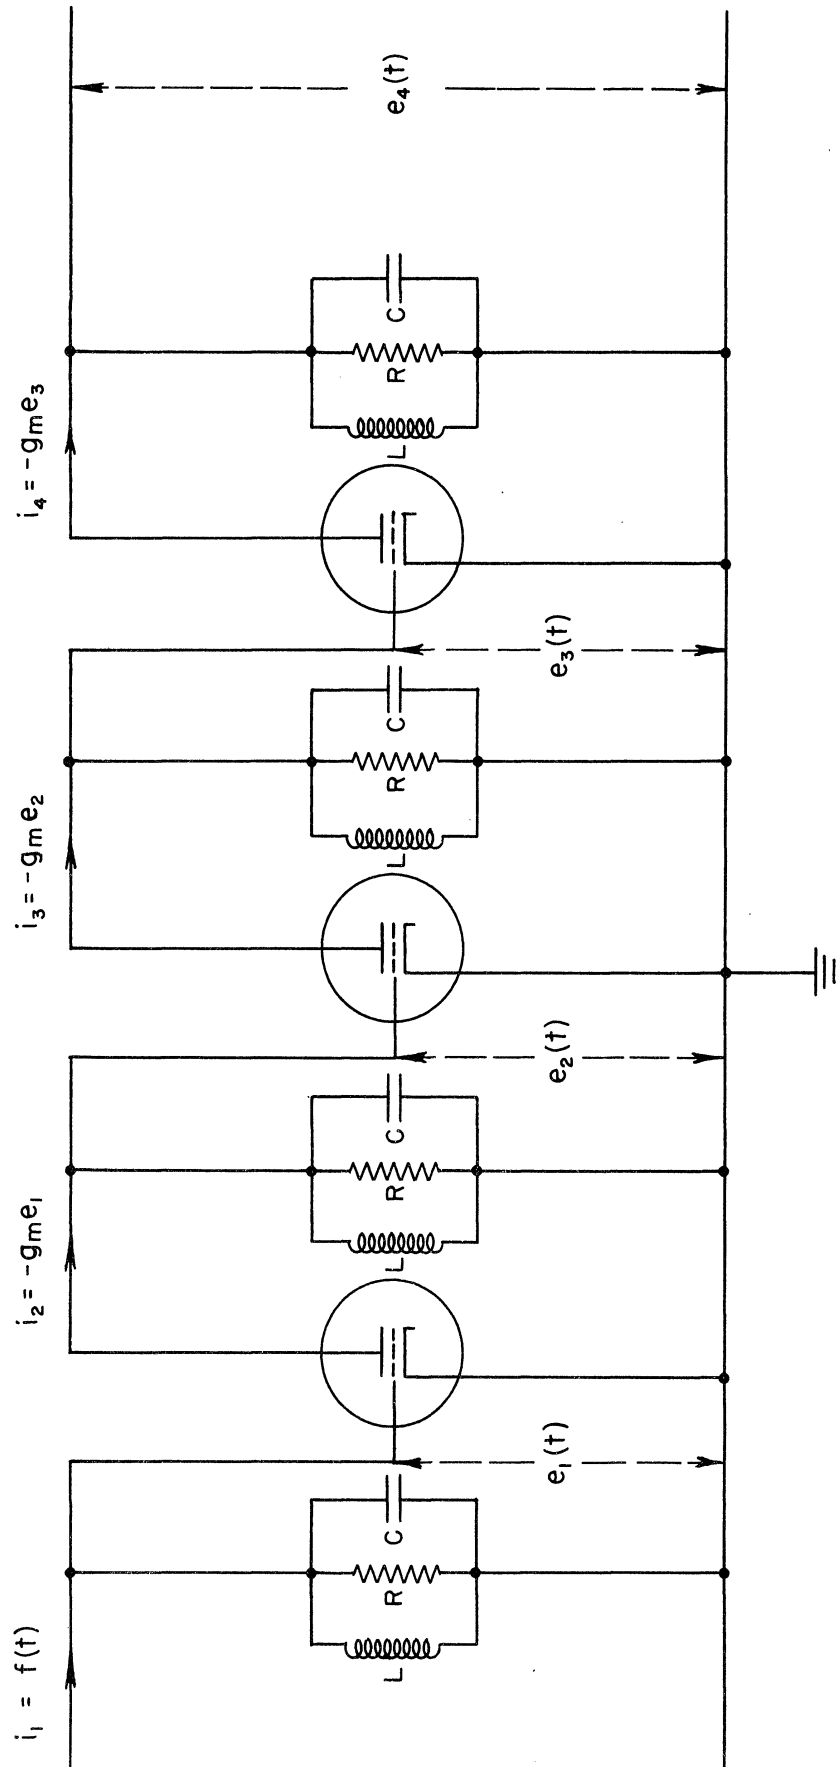 i₁ = f(t)
i₂ = -gₘe₁
i₃ = -gₘe₂
i₄ = -gₘe₃
L
R
C
e₁(t)
L
R
C
e₂(t)
L
R
C
e₃(t)
L
R
C
e₄(t)